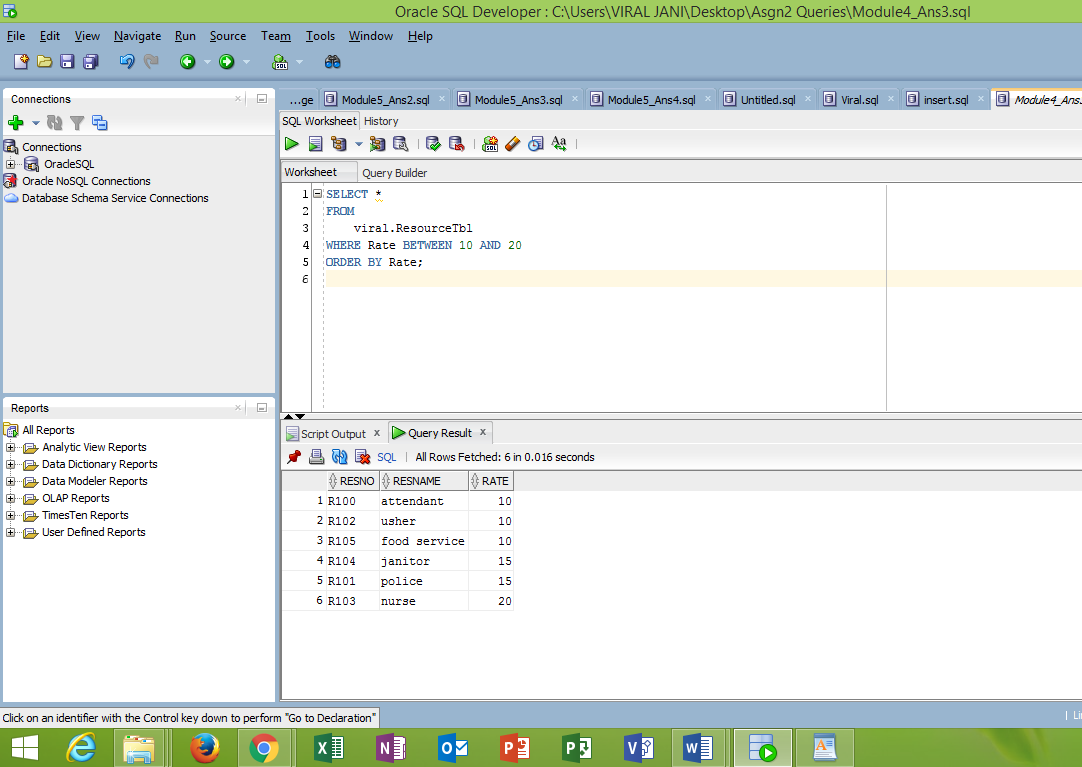 Oracle SQL Developer : C:\Users\VIRAL JANI\Desktop\Asgn2 Queries\Module4_Ans3.sql
File Edit View Navigate Run Source Team Tools Window Help
Connections
Connections
OracleSQL
Oracle NoSQL Connections
Database Schema Service Connections
Reports
All Reports
Analytic View Reports
Data Dictionary Reports
Data Modeler Reports
OLAP Reports
TimesTen Reports
User Defined Reports
...ge Module5_Ans2.sql Module5_Ans3.sql Module5_Ans4.sql Untitled.sql Viral.sql insert.sql Module4_Ans.
SQL Worksheet History
Worksheet Query Builder
1 SELECT *
2 FROM
3 viral.ResourceTbl
4 WHERE Rate BETWEEN 10 AND 20
5 ORDER BY Rate;
6
Script Output x Query Result x
SQL | All Rows Fetched: 6 in 0.016 seconds
RESNO RESNAME RATE
1 R100 attendant 10
2 R102 usher 10
3 R105 food service 10
4 R104 janitor 15
5 R101 police 15
6 R103 nurse 20
Click on an identifier with the Control key down to perform "Go to Declaration"
| Li